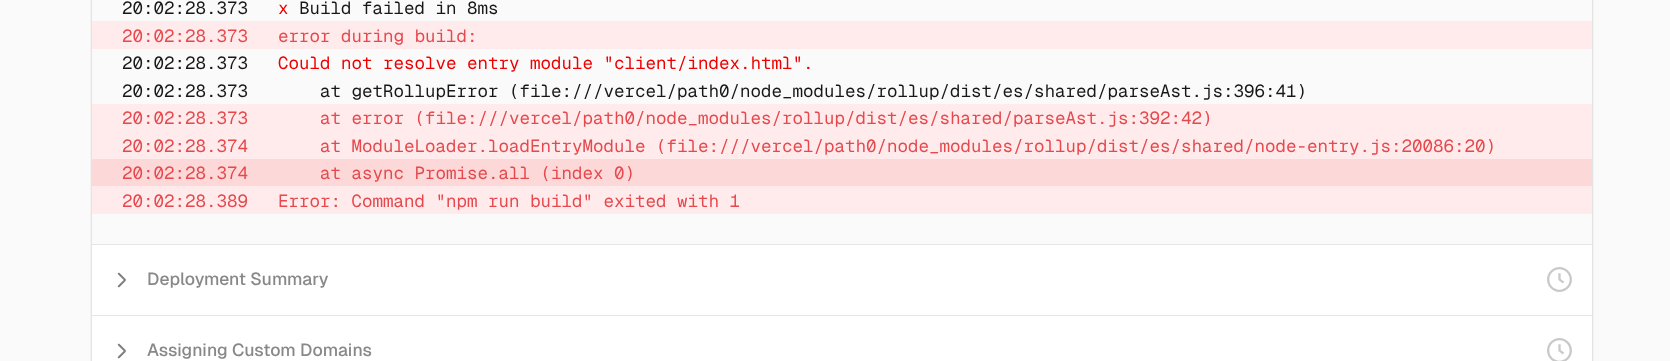 20:02:28.373 x Build failed in 8ms
20:02:28.373 error during build:
20:02:28.373 Could not resolve entry module "client/index.html".
20:02:28.373 at getRollupError (file:///vercel/path0/node_modules/rollup/dist/es/shared/parseAst.js:396:41)
20:02:28.373 at error (file:///vercel/path0/node_modules/rollup/dist/es/shared/parseAst.js:392:42)
20:02:28.374 at ModuleLoader.loadEntryModule (file:///vercel/path0/node_modules/rollup/dist/es/shared/node-entry.js:20086:20)
20:02:28.374 at async Promise.all (index 0)
20:02:28.389 Error: Command "npm run build" exited with 1
Deployment Summary
Assigning Custom Domains